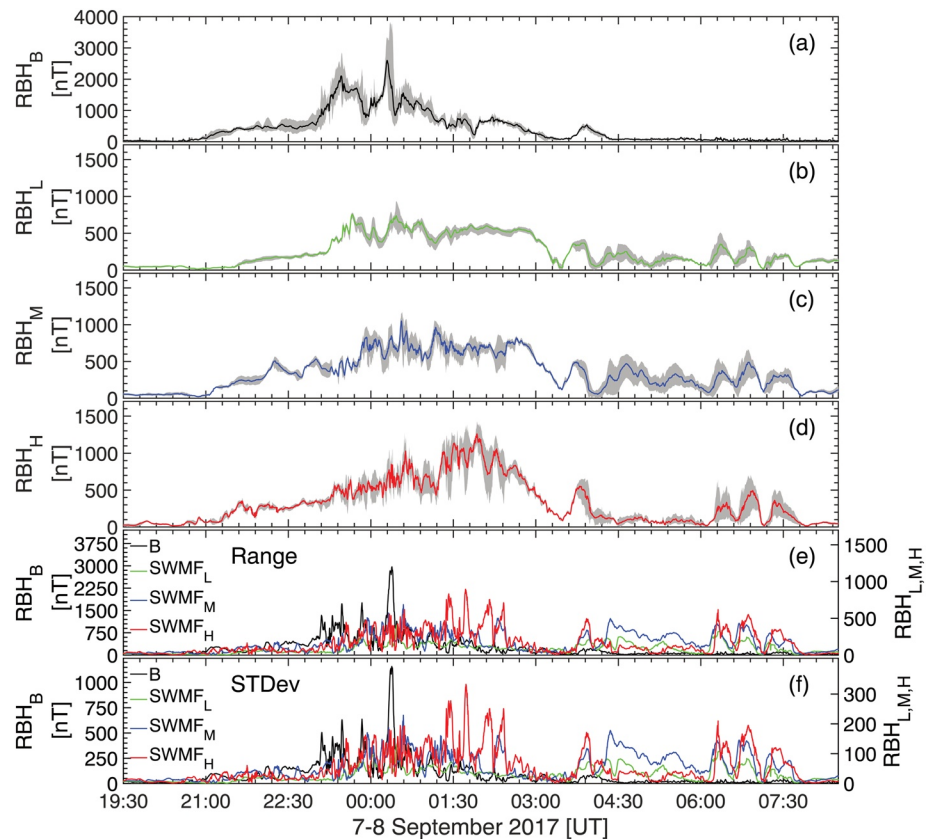 (a)
RBH_B
[nT]
4000
3000
2000
1000
0
(b)
RBH_L
[nT]
1500
1000
500
0
(c)
RBH_M
[nT]
1500
1000
500
0
(d)
RBH_H
[nT]
1500
1000
500
0
(e)
Range
B
SWMF_L
SWMF_M
SWMF_H
RBH_B
[nT]
3750
3000
2250
1500
750
0
1500
1000
500
0
RBH_L,M,H
(f)
STDev
B
SWMF_L
SWMF_M
SWMF_H
RBH_B
[nT]
1000
750
500
250
0
300
200
100
0
RBH_L,M,H
19:30 21:00 22:30 00:00 01:30 03:00 04:30 06:00 07:30
7-8 September 2017 [UT]